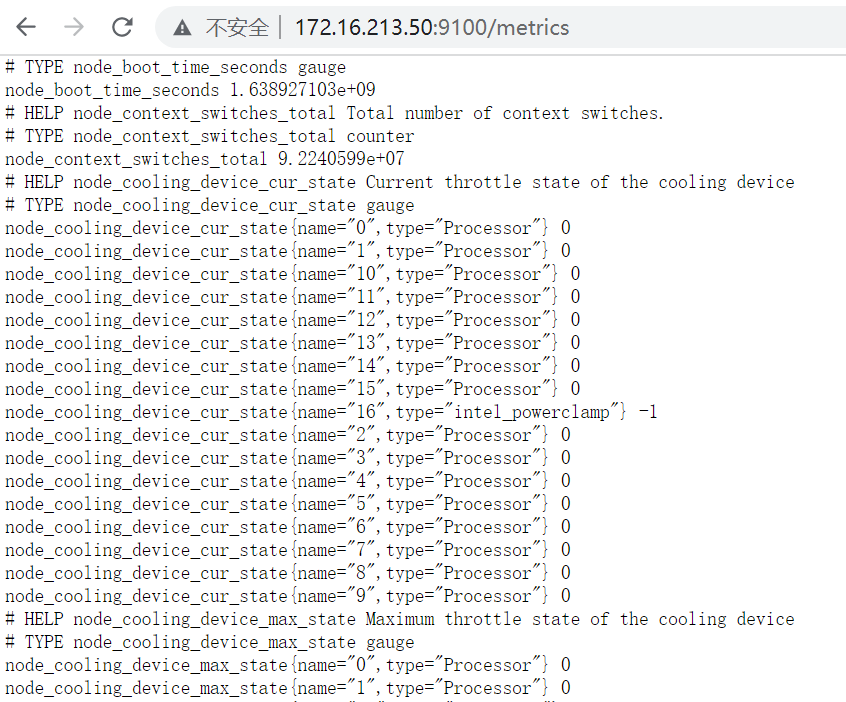 不安全 | 172.16.213.50:9100/metrics
# TYPE node_boot_time_seconds gauge
node_boot_time_seconds 1.638927103e+09
# HELP node_context_switches_total Total number of context switches.
# TYPE node_context_switches_total counter
node_context_switches_total 9.2240599e+07
# HELP node_cooling_device_cur_state Current throttle state of the cooling device
# TYPE node_cooling_device_cur_state gauge
node_cooling_device_cur_state{name="0",type="Processor"} 0
node_cooling_device_cur_state{name="1",type="Processor"} 0
node_cooling_device_cur_state{name="10",type="Processor"} 0
node_cooling_device_cur_state{name="11",type="Processor"} 0
node_cooling_device_cur_state{name="12",type="Processor"} 0
node_cooling_device_cur_state{name="13",type="Processor"} 0
node_cooling_device_cur_state{name="14",type="Processor"} 0
node_cooling_device_cur_state{name="15",type="Processor"} 0
node_cooling_device_cur_state{name="16",type="intel_powerclamp"} -1
node_cooling_device_cur_state{name="2",type="Processor"} 0
node_cooling_device_cur_state{name="3",type="Processor"} 0
node_cooling_device_cur_state{name="4",type="Processor"} 0
node_cooling_device_cur_state{name="5",type="Processor"} 0
node_cooling_device_cur_state{name="6",type="Processor"} 0
node_cooling_device_cur_state{name="7",type="Processor"} 0
node_cooling_device_cur_state{name="8",type="Processor"} 0
node_cooling_device_cur_state{name="9",type="Processor"} 0
# HELP node_cooling_device_max_state Maximum throttle state of the cooling device
# TYPE node_cooling_device_max_state gauge
node_cooling_device_max_state{name="0",type="Processor"} 0
node_cooling_device_max_state{name="1",type="Processor"} 0